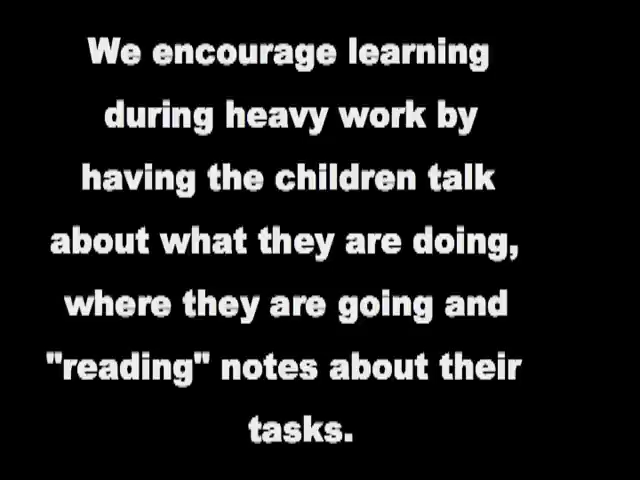 We encourage learning
during heavy work by
having the children talk
about what they are doing,
where they are going and
"reading" notes about their
tasks.